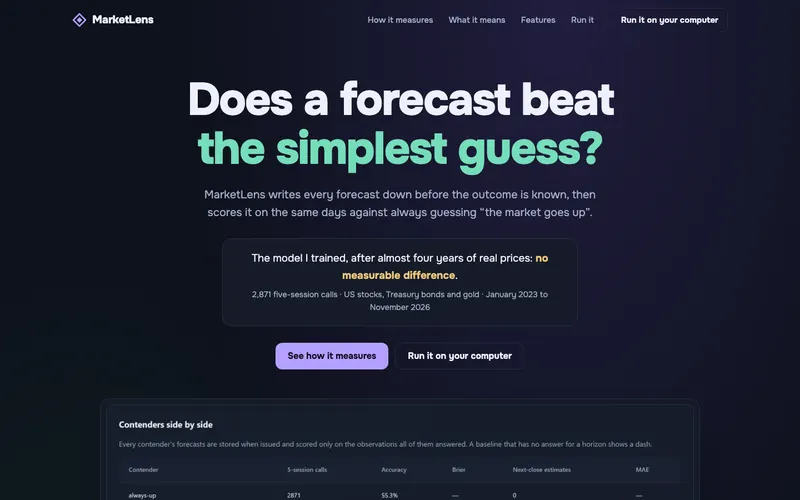 MarketLens
How it measures
What it means
Features
Run it
Run it on your computer
Does a forecast beat
the simplest guess?
MarketLens writes every forecast down before the outcome is known, then
scores it on the same days against always guessing “the market goes up”.
The model I trained, after almost four years of real prices: no
measurable difference.
2,871 five-session calls · US stocks, Treasury bonds and gold · January 2023 to
November 2026
See how it measures
Run it on your computer
Contenders side by side
Every contender's forecasts are stored when issued and scored only on the observations all of them answered. A baseline that has no answer for a horizon shows a dash.
Contender 5-session calls Accuracy Brier Next-close estimates MAE
always-up 2871 55.3% — 0 —